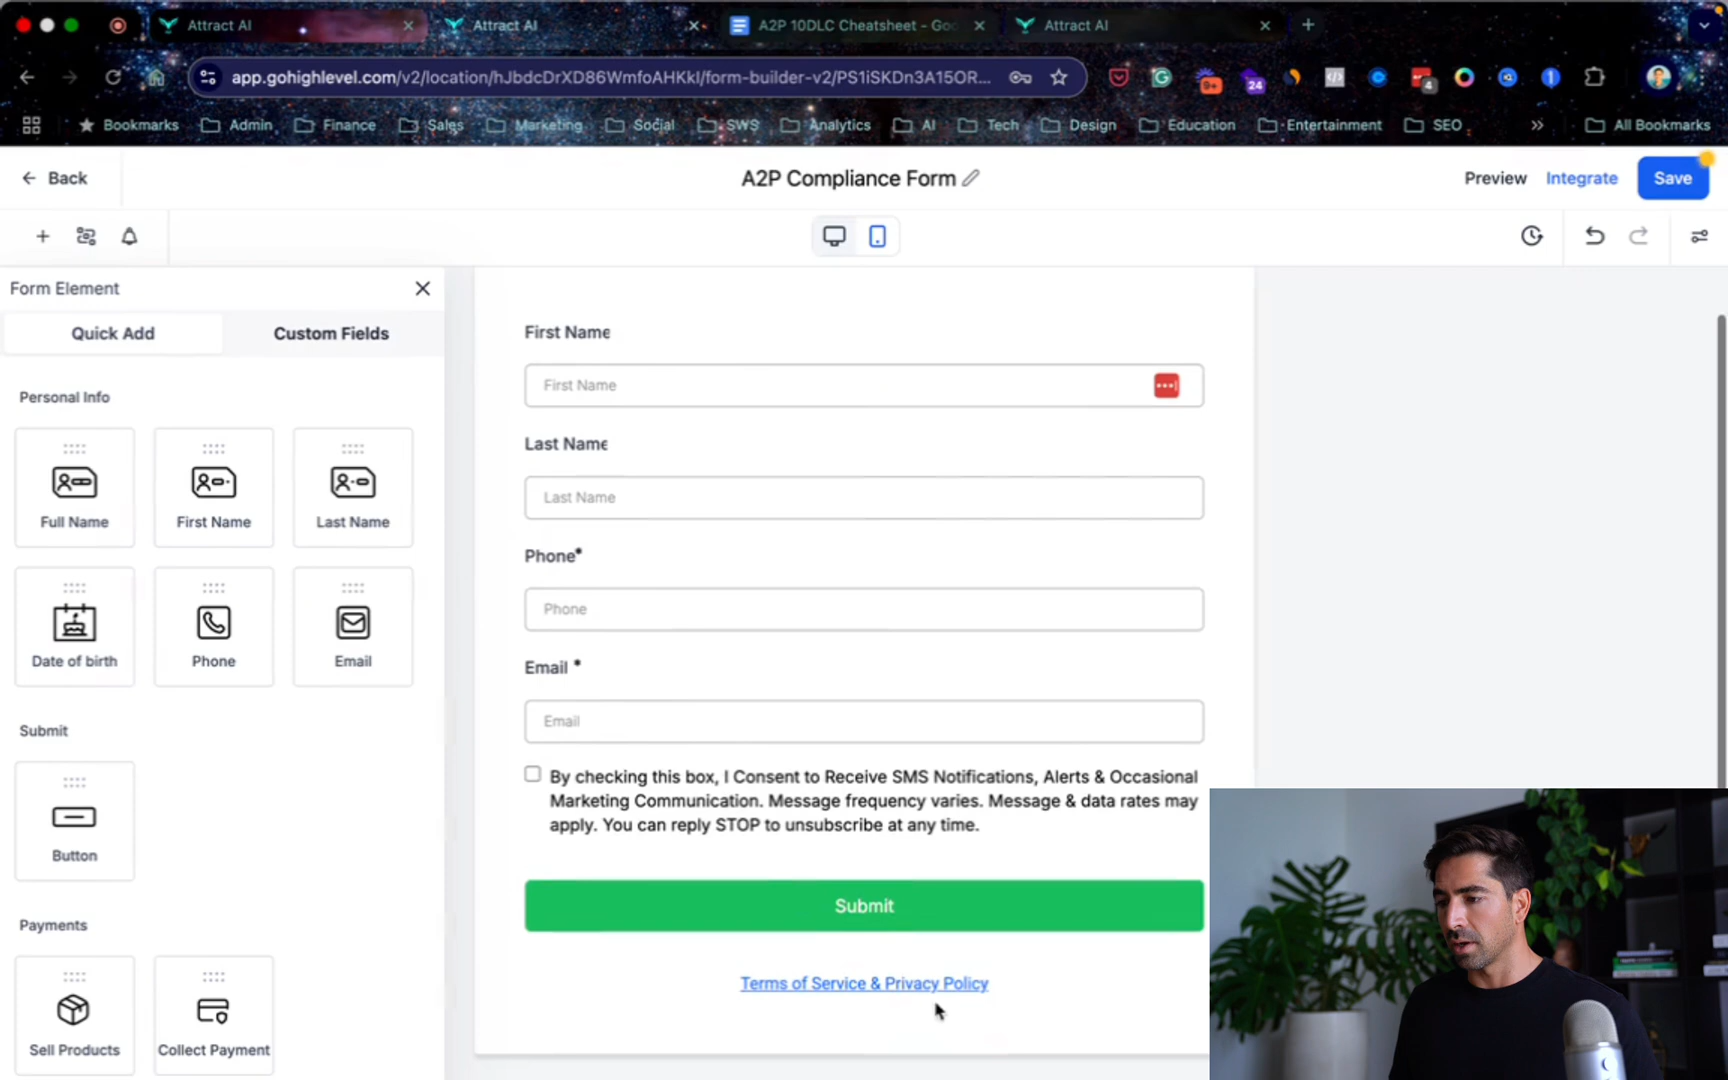 Attract AI
Attract AI
A2P 10DLC Cheatsheet - Goo
Attract AI
app.gohighlevel.com/v2/location/hJbdcDrXD86WmfoAHKkI/form-builder-v2/PS1iSKDn3A15OR...
9+
24
4
Bookmarks
Admin
Finance
Sales
Marketing
Social
SWS
Analytics
AI
Tech
Design
Education
Entertainment
SEO
»
All Bookmarks
Back
A2P Compliance Form
Preview
Integrate
Save
Form Element
Quick Add
Custom Fields
Personal Info
Full Name
First Name
Last Name
Date of birth
Phone
Email
Submit
Button
Payments
Sell Products
Collect Payment
First Name
First Name
Last Name
Last Name
Phone*
Phone
Email *
Email
By checking this box, I Consent to Receive SMS Notifications, Alerts & Occasional
Marketing Communication. Message frequency varies. Message & data rates may
apply. You can reply STOP to unsubscribe at any time.
Submit
Terms of Service & Privacy Policy